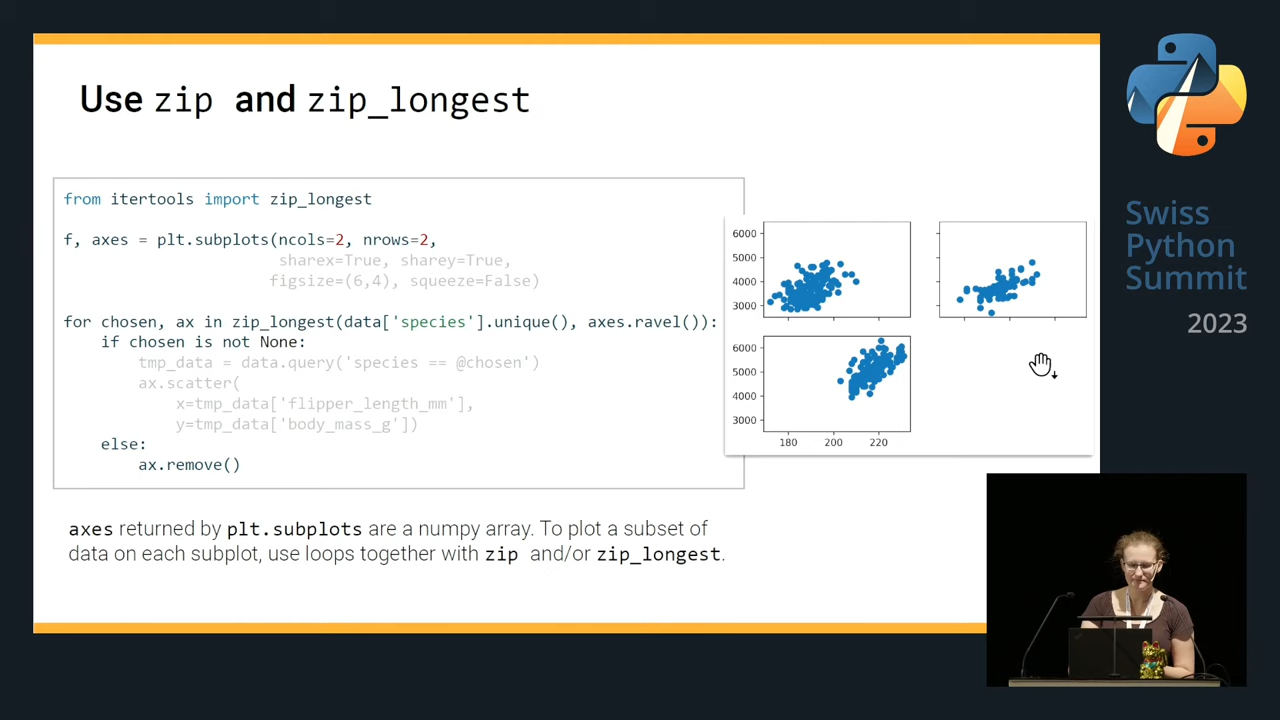 Use zip and zip_longest
from itertools import zip_longest
f, axes = plt.subplots(ncols=2, nrows=2,
sharex=True, sharey=True,
figsize=(6,4), squeeze=False)
for chosen, ax in zip_longest(data['species'].unique(), axes.ravel()):
if chosen is not None:
tmp_data = data.query('species == @chosen')
ax.scatter(
x=tmp_data['flipper_length_mm'],
y=tmp_data['body_mass_g'])
else:
ax.remove()
6000
5000
4000
3000
6000
5000
4000
3000
180 200 220
axes returned by plt.subplots are a numpy array. To plot a subset of
data on each subplot, use loops together with zip and/or zip_longest.
Swiss
Python
Summit
2023